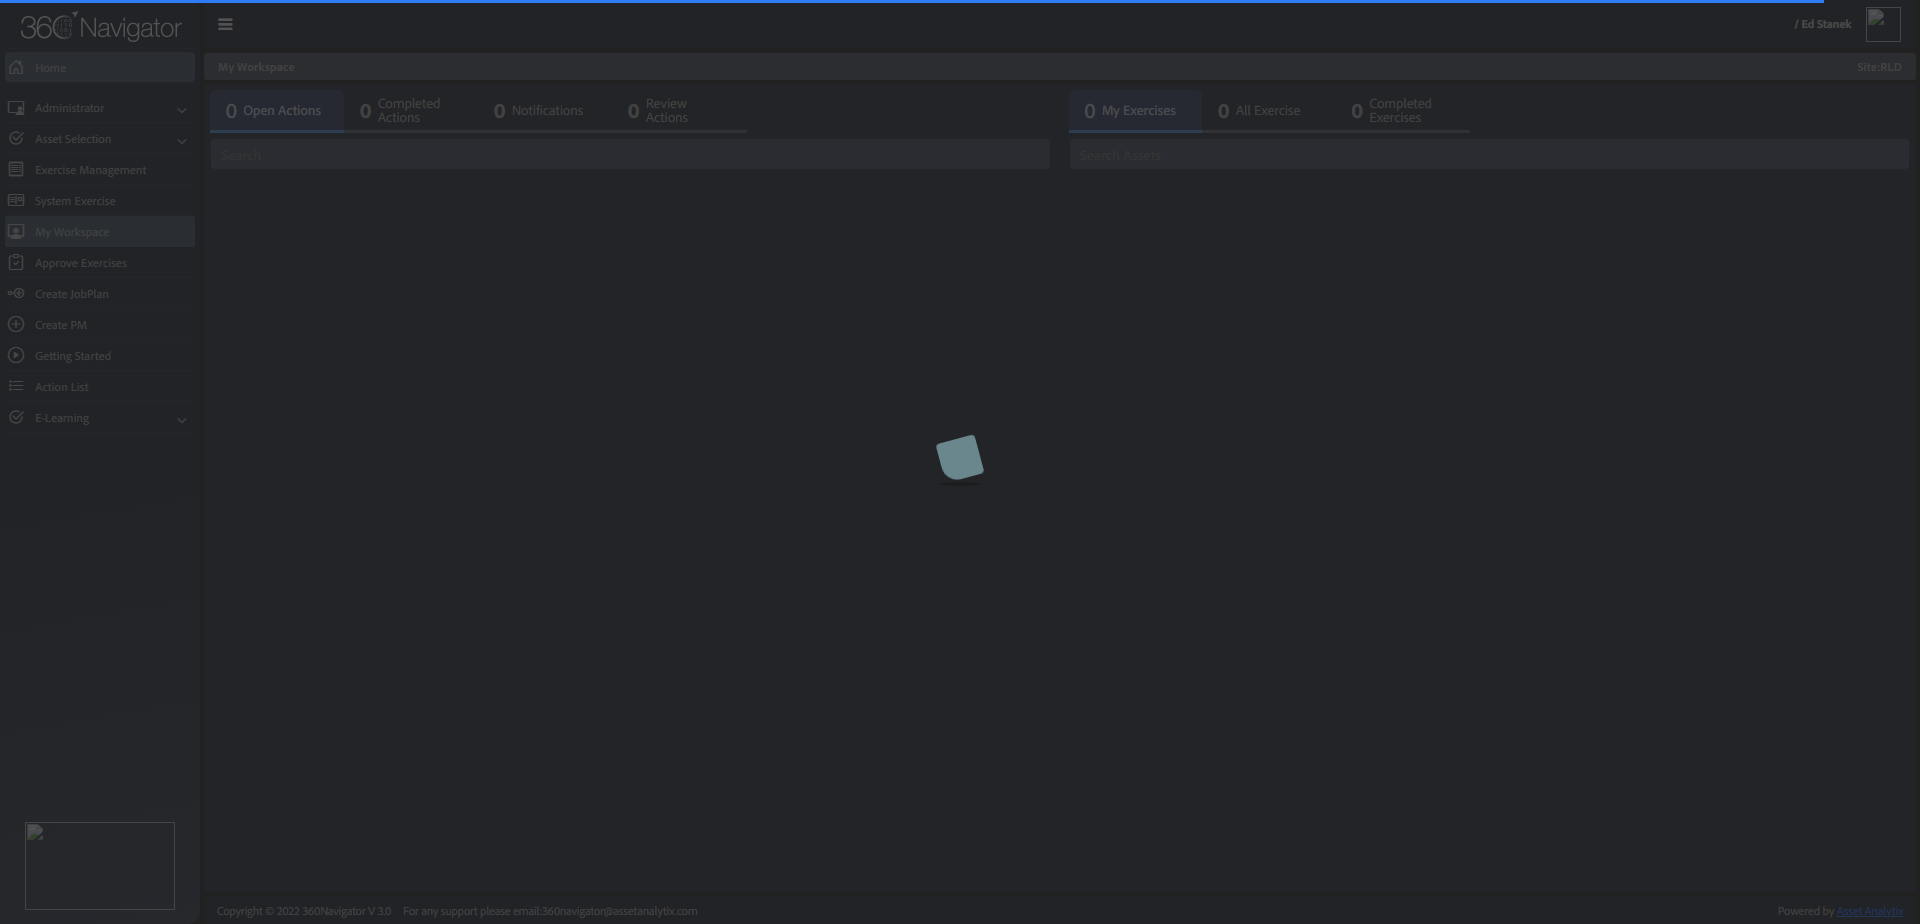 360 Navigator
/ Ed Stanek
Home
My Workspace
Site:RLD
Administrator
Asset Selection
Exercise Management
System Exercise
My Workspace
Approve Exercises
Create JobPlan
Create PM
Getting Started
Action List
E-Learning
0 Open Actions
0 Completed
Actions
0 Notifications
0 Review
Actions
Search
0 My Exercises
0 All Exercise
0 Completed
Exercises
Search Assets
Copyright © 2022 360Navigator V 3.0 For any support please email:360navigator@assetanalytix.com
Powered by Asset Analytix